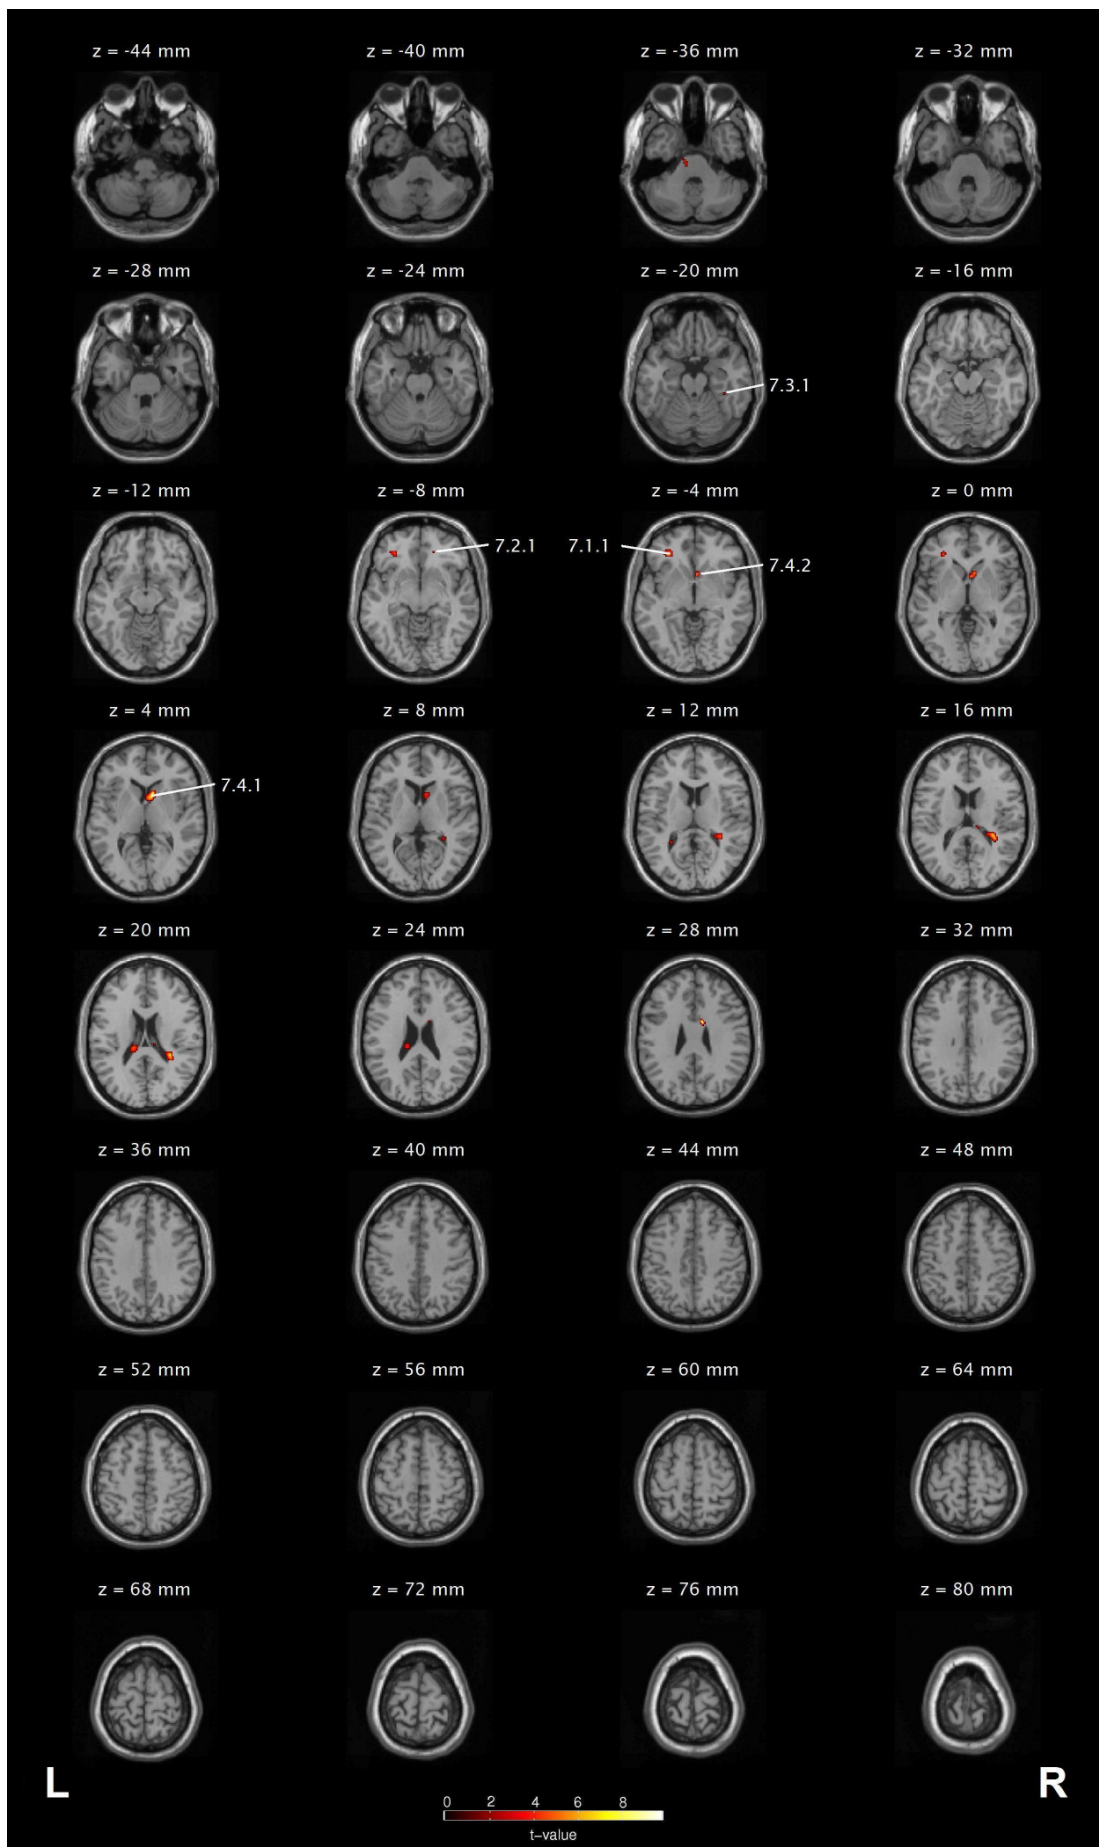 z = -44 mm z = -40 mm z = -36 mm z = -32 mm
z = -28 mm z = -24 mm z = -20 mm z = -16 mm
7.3.1
z = -12 mm z = -8 mm z = -4 mm z = 0 mm
7.2.1 7.1.1
7.4.2
z = 4 mm z = 8 mm z = 12 mm z = 16 mm
7.4.1
z = 20 mm z = 24 mm z = 28 mm z = 32 mm
z = 36 mm z = 40 mm z = 44 mm z = 48 mm
z = 52 mm z = 56 mm z = 60 mm z = 64 mm
z = 68 mm z = 72 mm z = 76 mm z = 80 mm
L R
0 2 4 6 8
t-value